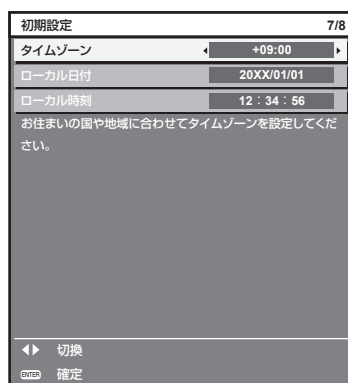 初期設定 7/8
タイムゾーン +09:00
ローカル日付 20XX/01/01
ローカル時刻 12：34：56
お住まいの国や地域に合わせてタイムゾーンを設定してくだ
さい。
切換
ENTER 確定